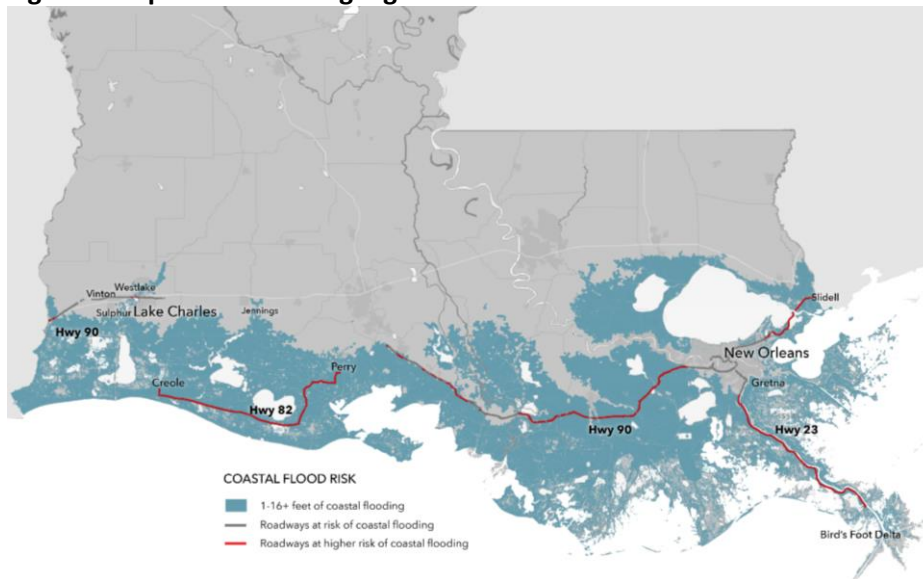 Vinton
Westlake
Sulphur
Lake Charles
Jennings
Hwy 90
Slidell
New Orleans
Creole
Perry
Gretna
Hwy 82
Hwy 90
Hwy 23
COASTAL FLOOD RISK
1-16+ feet of coastal flooding
Roadways at risk of coastal flooding
Roadways at higher risk of coastal flooding
Bird's Foot Delta